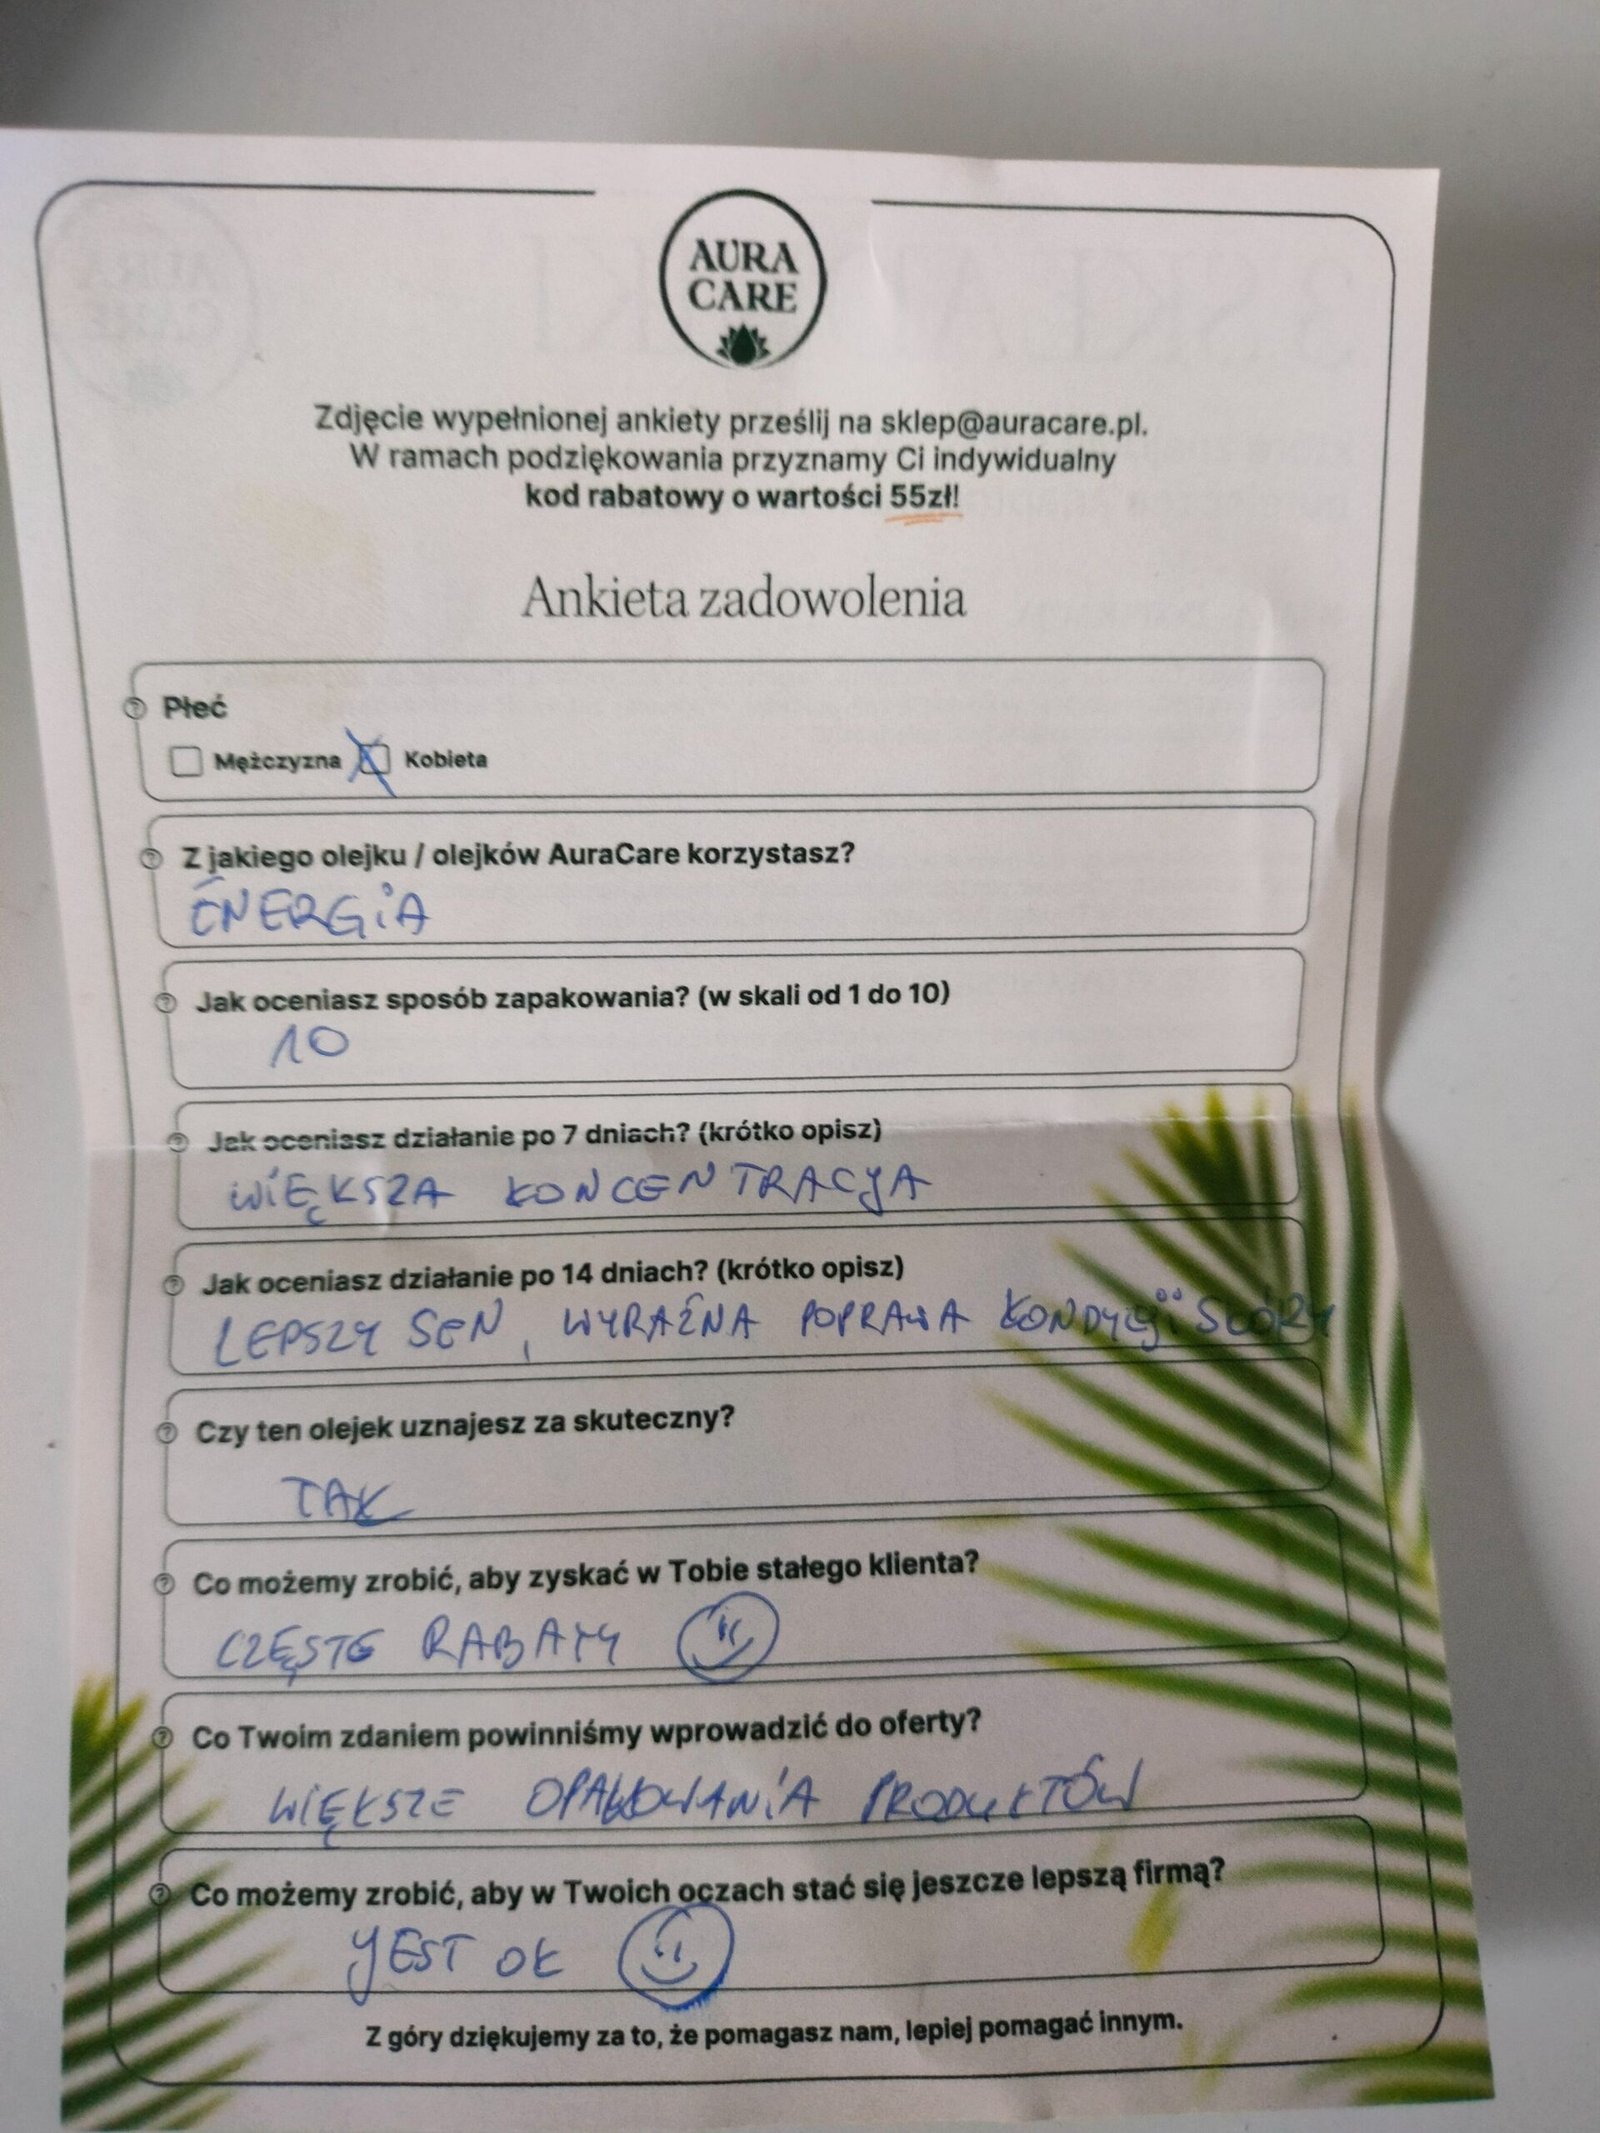 AURA
CARE
Zdjęcie wypełnionej ankiety prześlij na sklep@auracare.pl.
W ramach podziękowania przyznamy Ci indywidualny
kod rabatowy o wartości 55zł!
Ankieta zadowolenia
Płeć
Mężczyzna Kobieta
Z jakiego olejku / olejków AuraCare korzystasz?
ENERGiA
Jak oceniasz sposób zapakowania? (w skali od 1 do 10)
10
Jak oceniasz działanie po 7 dniach? (krótko opisz)
WiĘKSZA KONCENTRACJA
Jak oceniasz działanie po 14 dniach? (krótko opisz)
LEPSZY SEN, WYRAŹNA POPRAWA KONDYCji SKÓRY
Czy ten olejek uznajesz za skuteczny?
TAK
Co możemy zrobić, aby zyskać w Tobie stałego klienta?
CZĘSTE RABATY
Co Twoim zdaniem powinniśmy wprowadzić do oferty?
WiĘKSZE OPAKOWANiA PRODUKTÓW
Co możemy zrobić, aby w Twoich oczach stać się jeszcze lepszą firmą?
JEST OK
Z góry dziękujemy za to, że pomagasz nam, lepiej pomagać innym.